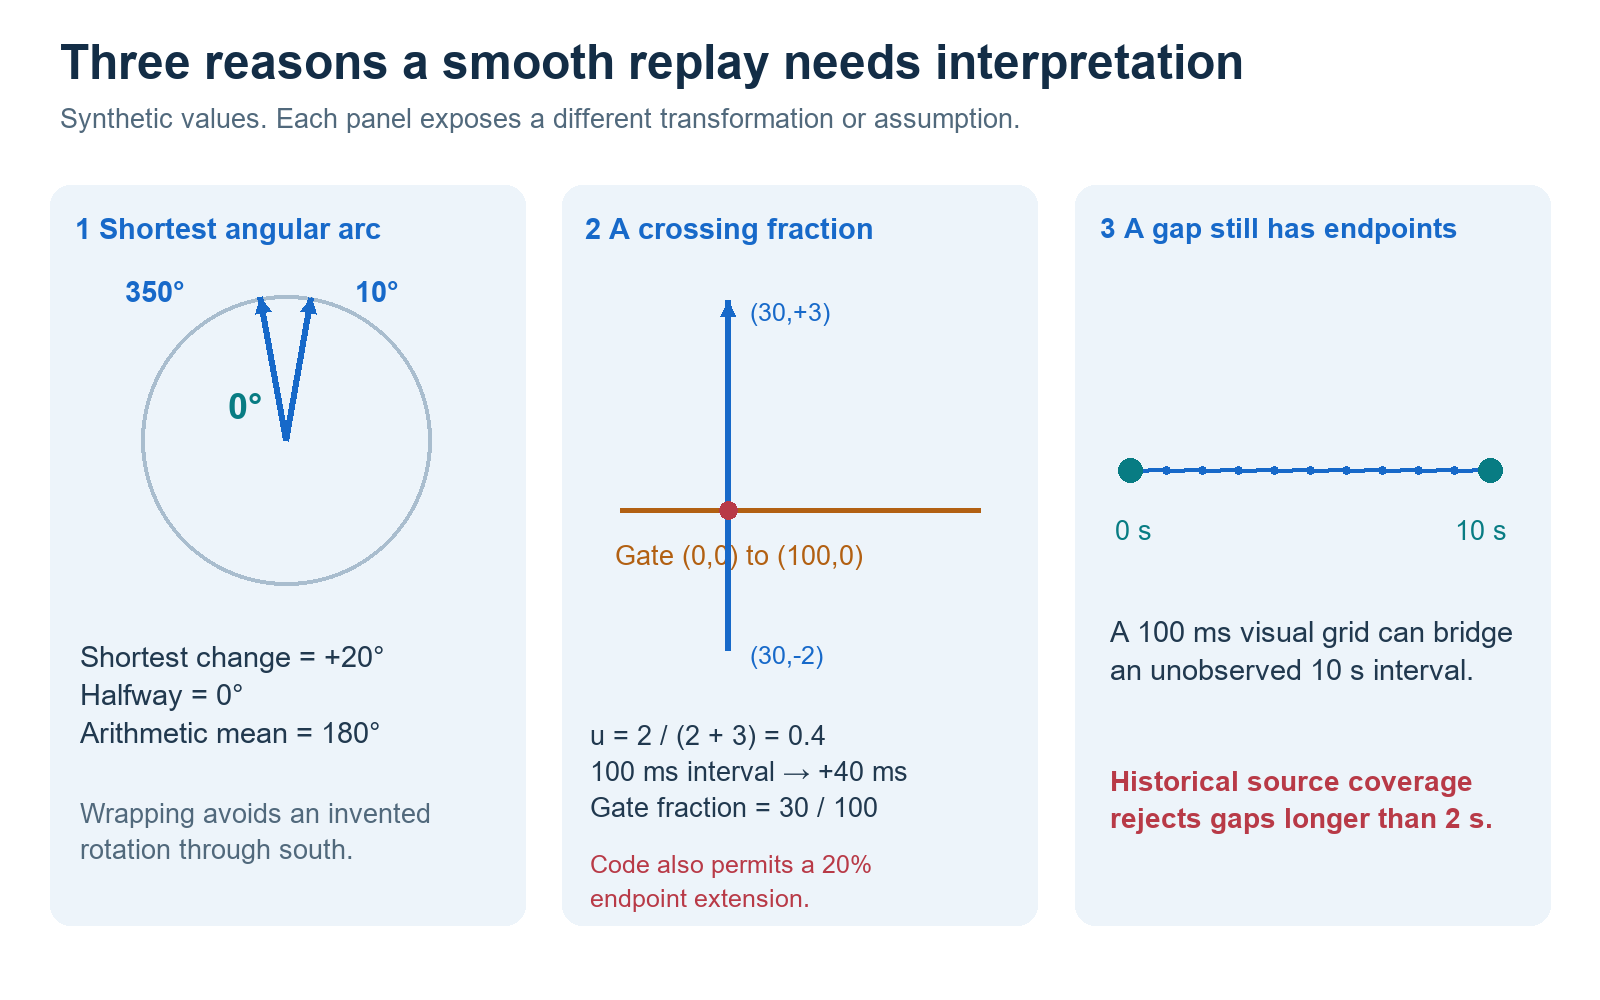 Three reasons a smooth replay needs interpretation
Synthetic values. Each panel exposes a different transformation or assumption.
1 Shortest angular arc
350°
10°
0°
Shortest change = +20°
Halfway = 0°
Arithmetic mean = 180°
Wrapping avoids an invented
rotation through south.
2 A crossing fraction
(30,+3)
Gate (0,0) to (100,0)
(30,-2)
u = 2 / (2 + 3) = 0.4
100 ms interval → +40 ms
Gate fraction = 30 / 100
Code also permits a 20%
endpoint extension.
3 A gap still has endpoints
0 s
10 s
A 100 ms visual grid can bridge
an unobserved 10 s interval.
Historical source coverage
rejects gaps longer than 2 s.